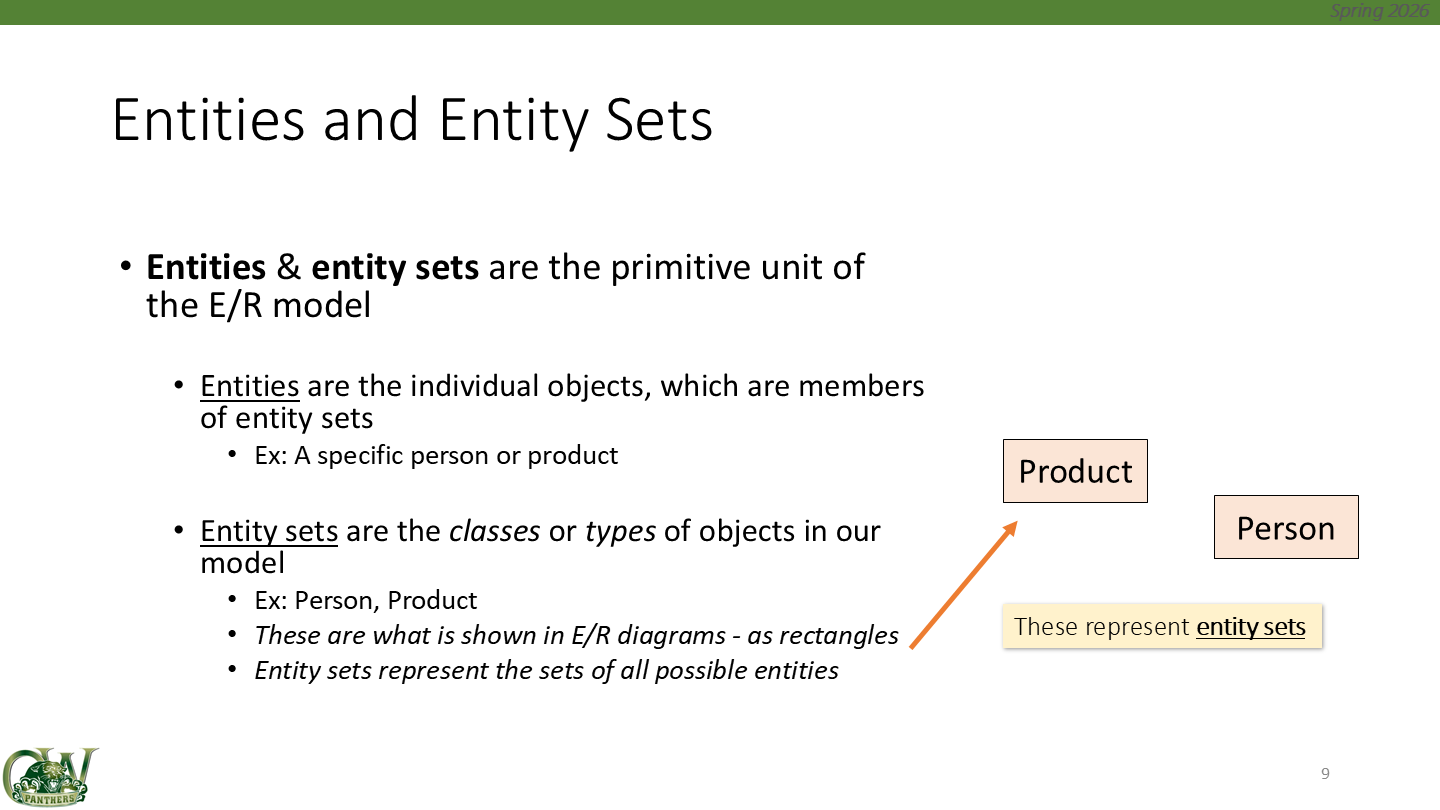 Spring 2026
Entities and Entity Sets
• Entities & entity sets are the primitive unit of
the E/R model
• Entities are the individual objects, which are members
of entity sets
• Ex: A specific person or product
• Entity sets are the classes or types of objects in our
model
• Ex: Person, Product
• These are what is shown in E/R diagrams - as rectangles
• Entity sets represent the sets of all possible entities
Product
Person
These represent entity sets
OW
PANTHERS
9